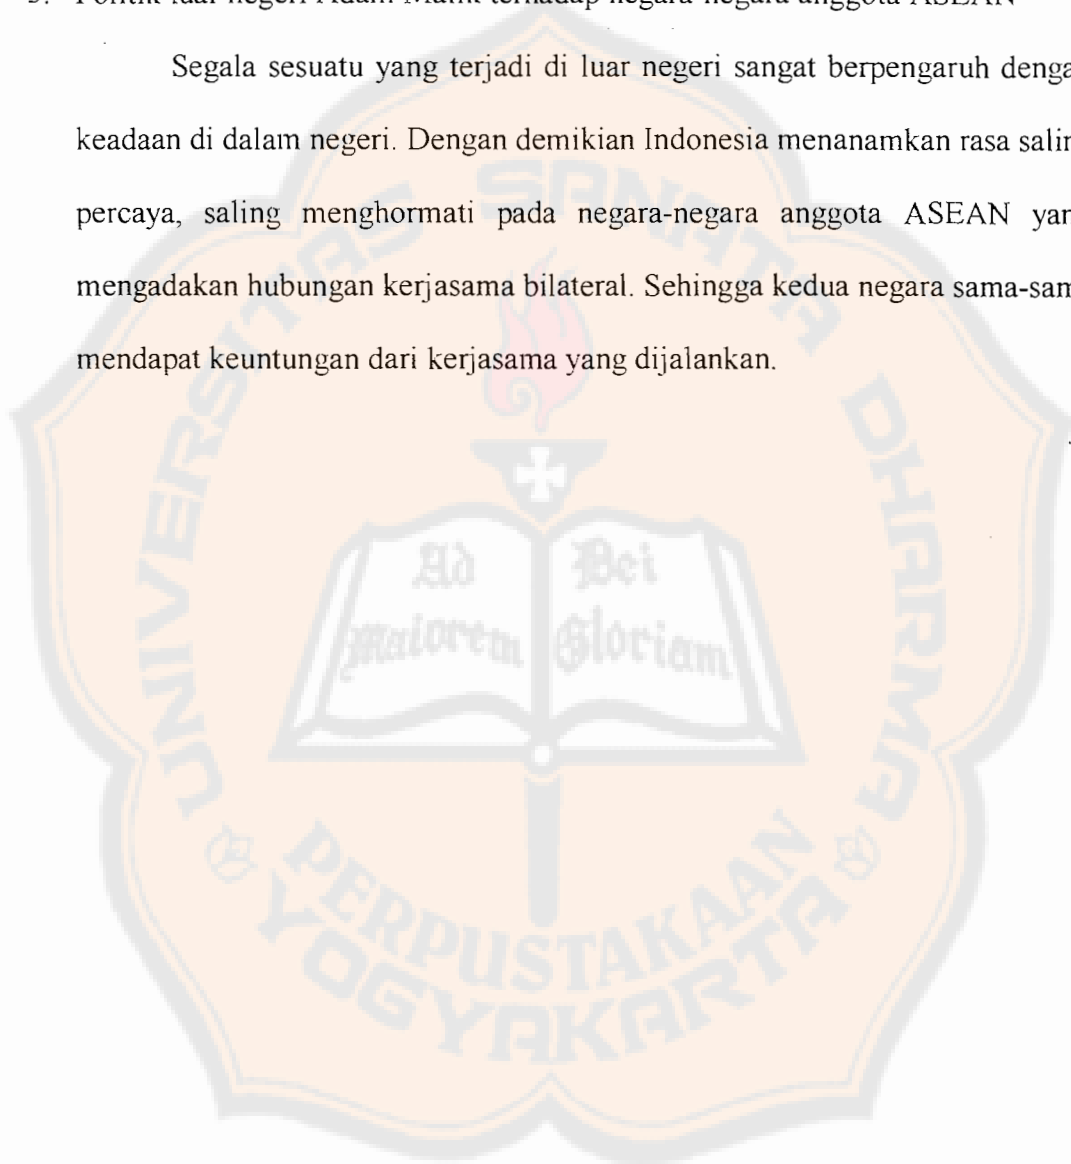 Politik luar negeri Adam Malik terhadap negara-negara anggota ASEAN
Segala sesuatu yang terjadi di luar negeri sangat berpengaruh denga
keadaan di dalam negeri. Dengan demikian Indonesia menanamkan rasa salin
percaya, saling menghormati pada negara-negara anggota ASEAN yan
mengadakan hubungan kerjasama bilateral. Sehingga kedua negara sama-sam
mendapat keuntungan dari kerjasama yang dijalankan.
UNIVERSITAS SANATA DHARMA
Ad Dei
Maiorem Gloriam
PERPUSTAKAAN
YOGYAKARTA